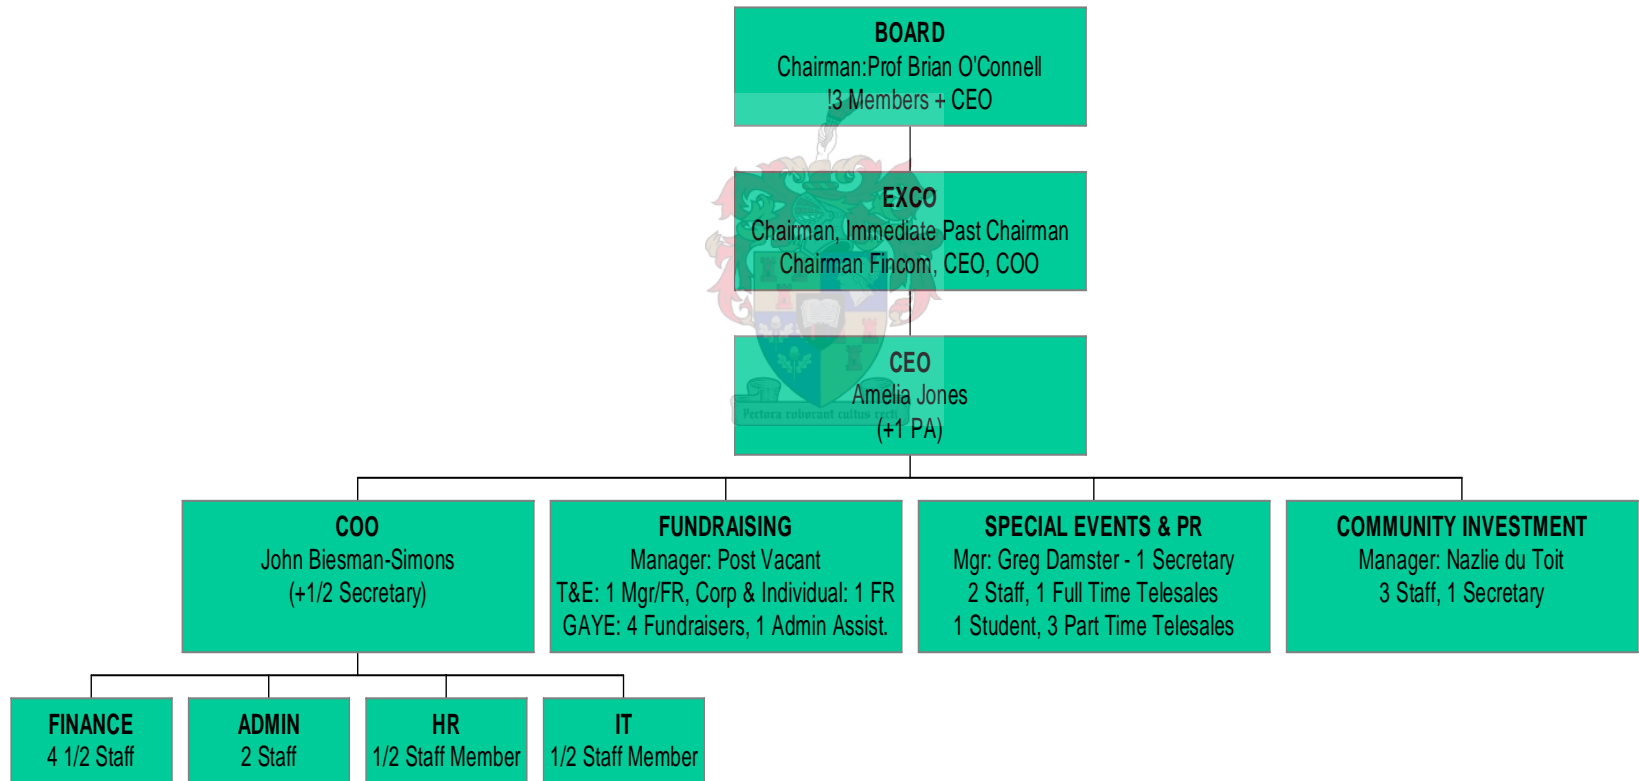 BOARD
Chairman:Prof Brian O'Connell
!3 Members + CEO
EXCO
Chairman, Immediate Past Chairman
Chairman Fincom, CEO, COO
CEO
Amelia Jones
(+1 PA)
Pectora roborant cultus recti
COO
John Biesman-Simons
(+1/2 Secretary)
FUNDRAISING
Manager: Post Vacant
T&E: 1 Mgr/FR, Corp & Individual: 1 FR
GAYE: 4 Fundraisers, 1 Admin Assist.
SPECIAL EVENTS & PR
Mgr: Greg Damster - 1 Secretary
2 Staff, 1 Full Time Telesales
1 Student, 3 Part Time Telesales
COMMUNITY INVESTMENT
Manager: Nazlie du Toit
3 Staff, 1 Secretary
FINANCE
4 1/2 Staff
ADMIN
2 Staff
HR
1/2 Staff Member
IT
1/2 Staff Member